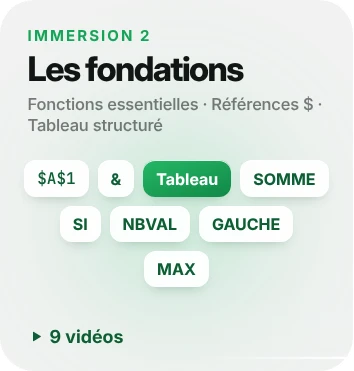 IMMERSION 2
Les fondations
Fonctions essentielles · Références $ ·
Tableau structuré
$A$1 & Tableau SOMME
SI NBVAL GAUCHE
MAX
9 vidéos